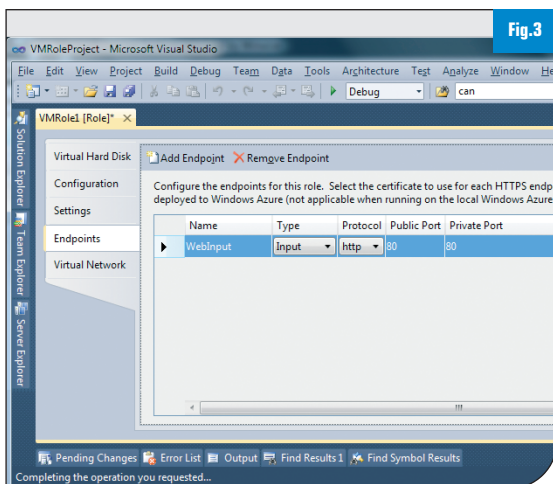 Fig.3
VMRoleProject - Microsoft Visual Studio
File Edit View Project Build Debug Team Data Tools Architecture Test Analyze Window He
Debug can
VMRole1 [Role]*
Solution Explorer
Team Explorer
Server Explorer
Virtual Hard Disk
Configuration
Settings
Endpoints
Virtual Network
Add Endpoint Remove Endpoint
Configure the endpoints for this role. Select the certificate to use for each HTTPS endp
deployed to Windows Azure (not applicable when running on the local Windows Azure
Name Type Protocol Public Port Private Port
WebInput Input http 80 80
Pending Changes Error List Output Find Results 1 Find Symbol Results
Completing the operation you requested...